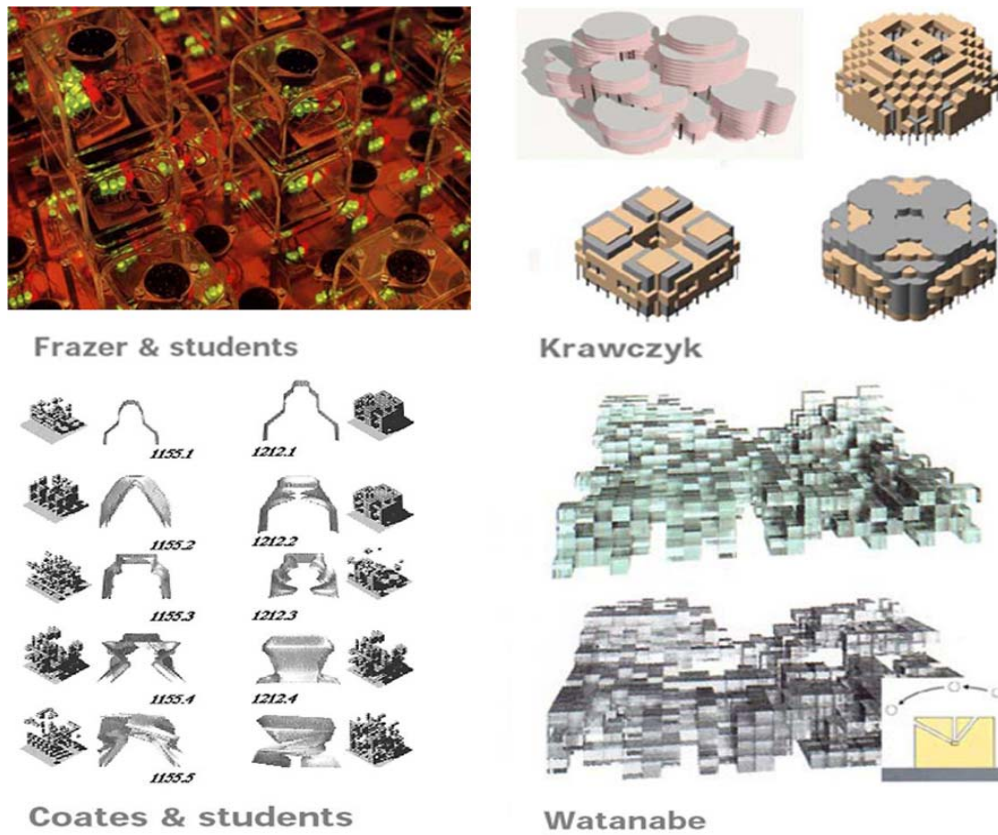 Frazer & students
Krawczyk
1155.1
1212.1
1155.2
1212.2
1155.3
1212.3
1155.4
1212.4
1155.5
Coates & students
Watanabe